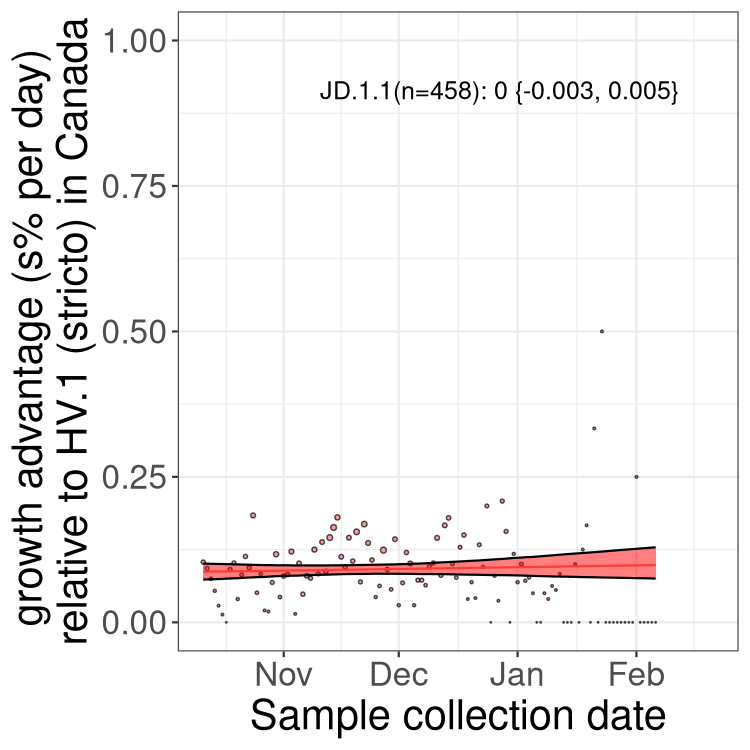 growth advantage (s% per day)
relative to HV.1 (stricto) in Canada
1.00
0.75
0.50
0.25
0.00
JD.1.1(n=458): 0 {-0.003, 0.005}
Nov Dec Jan Feb
Sample collection date